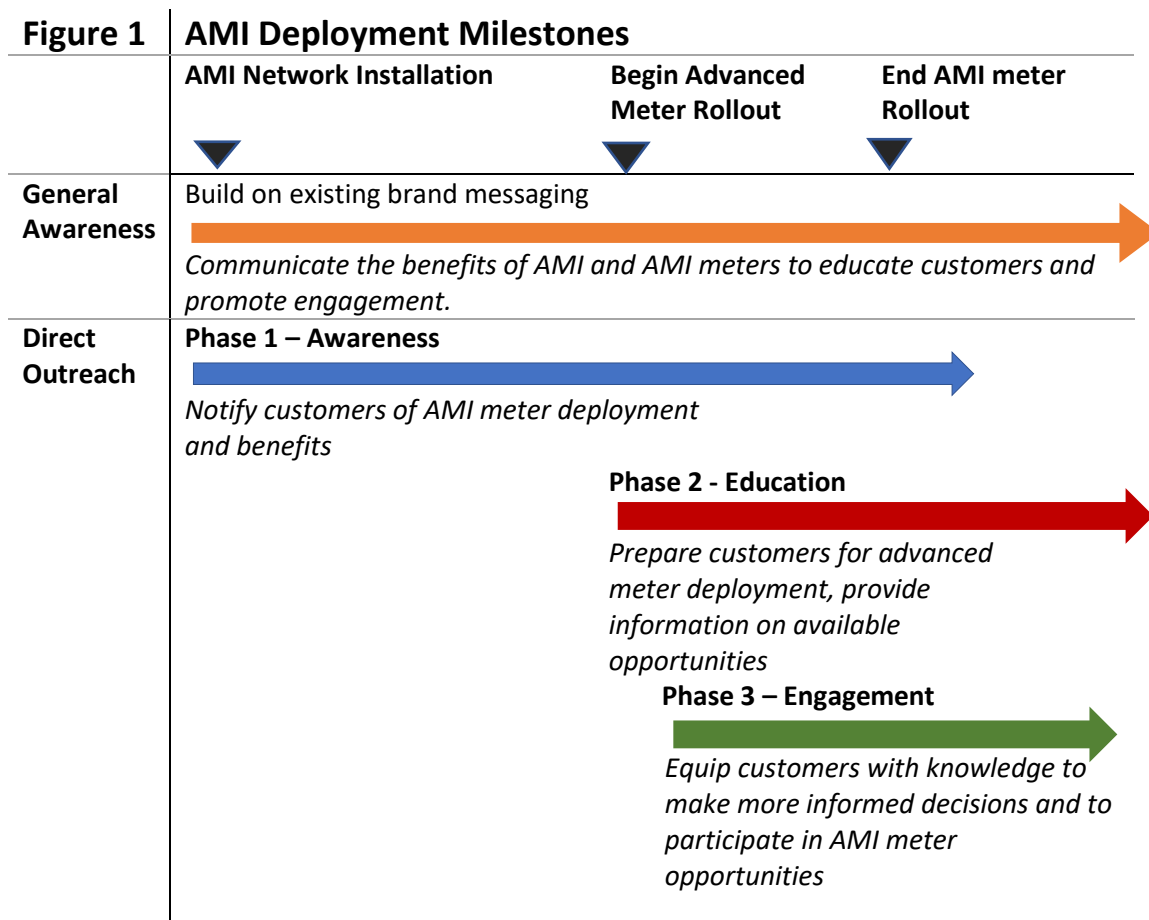 Figure 1 AMI Deployment Milestones
AMI Network Installation
Begin Advanced
Meter Rollout
End AMI meter
Rollout
General
Awareness
Build on existing brand messaging
Communicate the benefits of AMI and AMI meters to educate customers and
promote engagement.
Direct
Outreach
Phase 1 – Awareness
Notify customers of AMI meter deployment
and benefits
Phase 2 - Education
Prepare customers for advanced
meter deployment, provide
information on available
opportunities
Phase 3 – Engagement
Equip customers with knowledge to
make more informed decisions and to
participate in AMI meter
opportunities